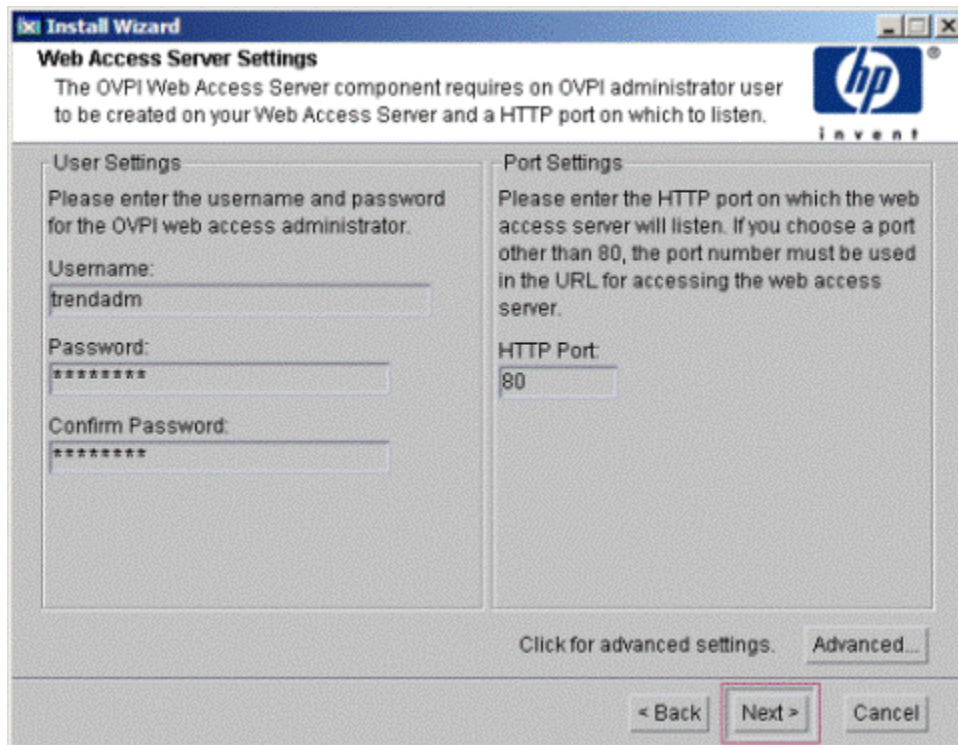 Install Wizard
Web Access Server Settings
The OVPI Web Access Server component requires on OVPI administrator user
to be created on your Web Access Server and a HTTP port on which to listen.
hp
®
invent
User Settings
Please enter the username and password
for the OVPI web access administrator.
Username:
trendadm
Password:
********
Confirm Password:
********
Port Settings
Please enter the HTTP port on which the web
access server will listen. If you choose a port
other than 80, the port number must be used
in the URL for accessing the web access
server.
HTTP Port:
80
Click for advanced settings.
Advanced...
< Back
Next >
Cancel